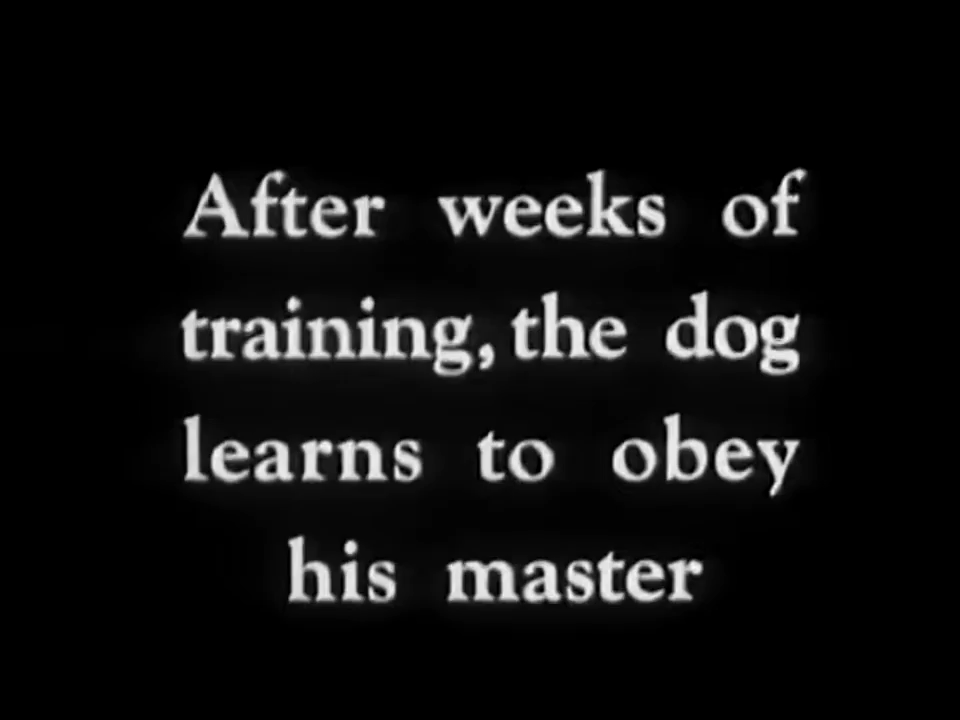 After weeks of
training, the dog
learns to obey
his master